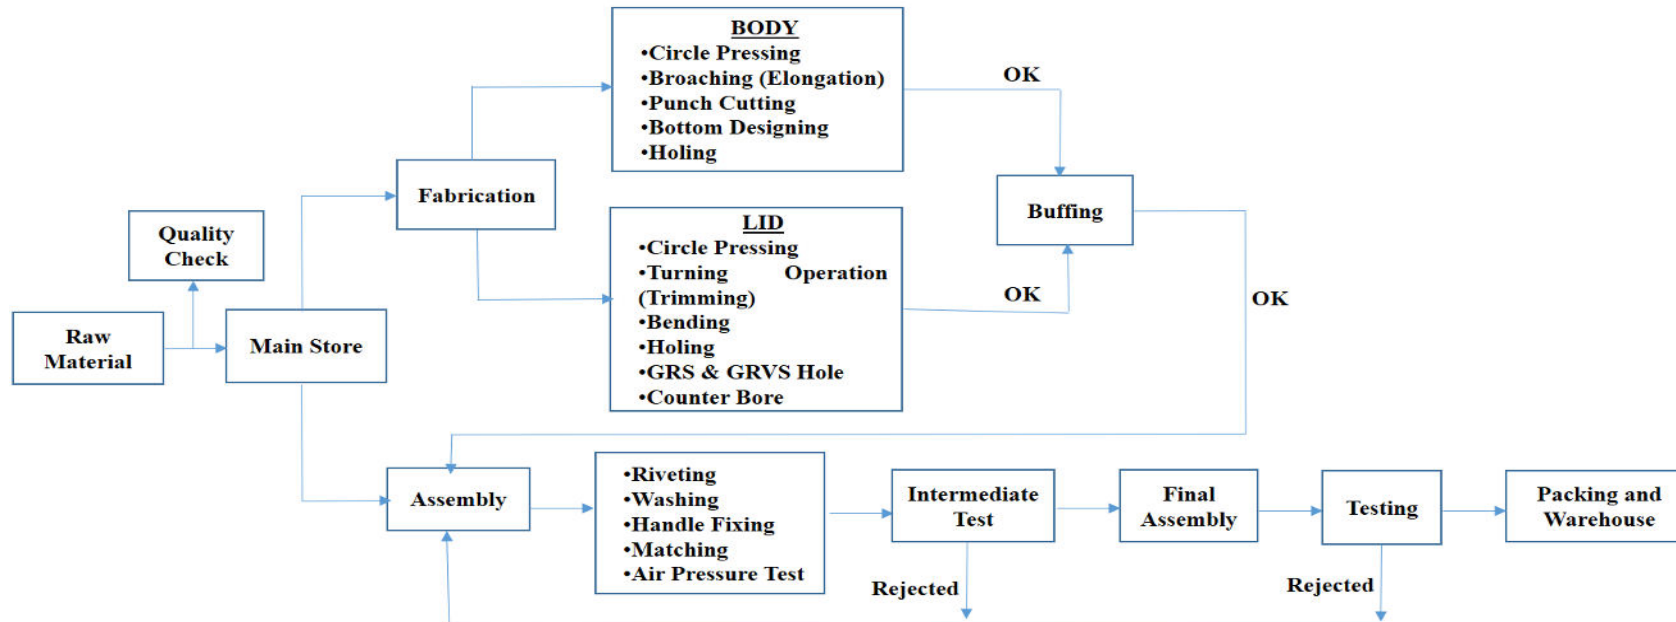 Raw
Material
Quality
Check
Main Store
Fabrication
BODY
•Circle Pressing
•Broaching (Elongation)
•Punch Cutting
•Bottom Designing
•Holing
OK
LID
•Circle Pressing
•Turning Operation
(Trimming)
•Bending
•Holing
•GRS & GRVS Hole
•Counter Bore
OK
Buffing
OK
Assembly
•Riveting
•Washing
•Handle Fixing
•Matching
•Air Pressure Test
Intermediate
Test
Rejected
Final
Assembly
Testing
Rejected
Packing and
Warehouse